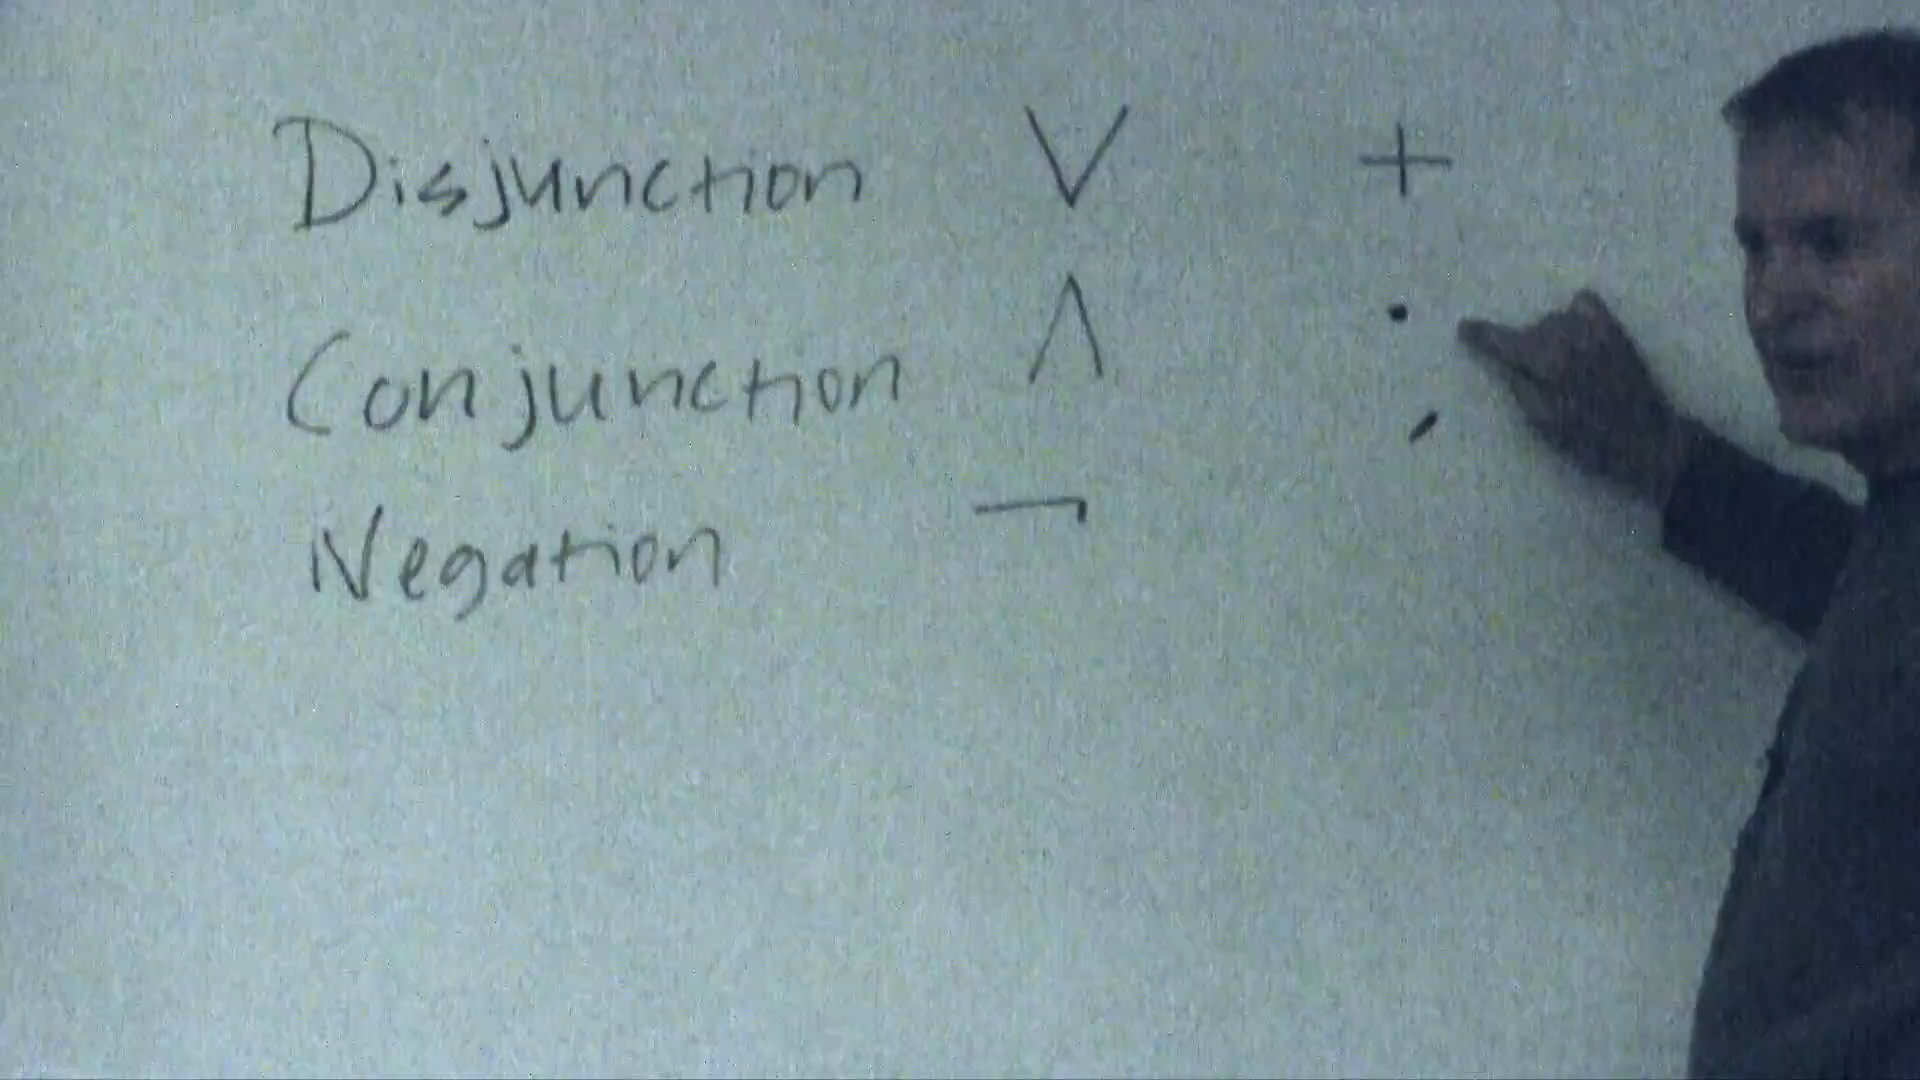 Disjunction ∨ +
Conjunction ∧ ·
Negation ¬ ′